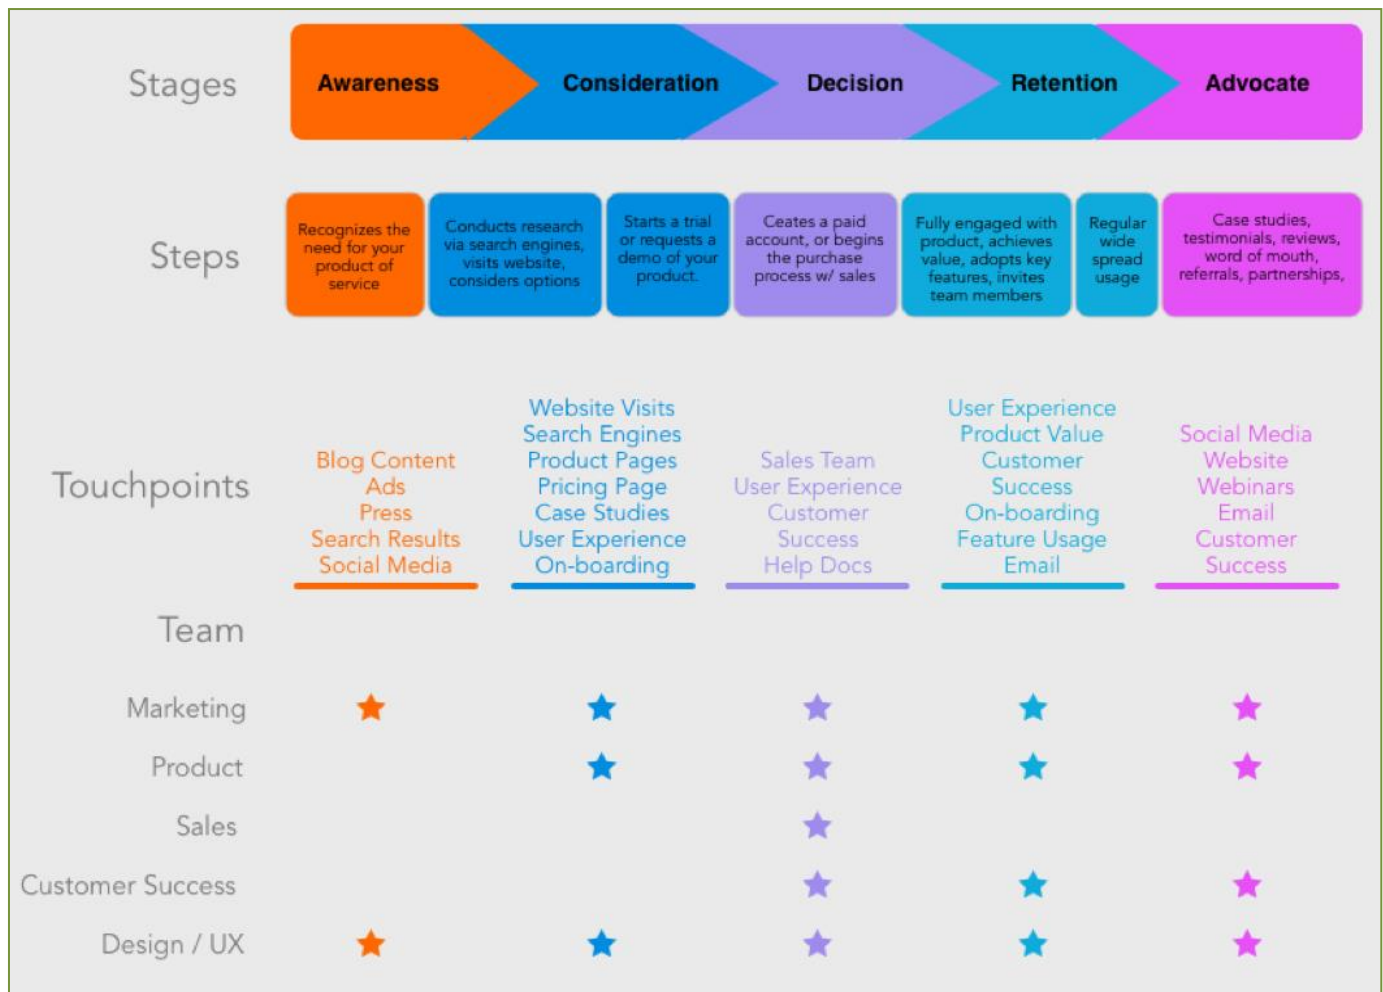 Stages
Awareness
Consideration
Decision
Retention
Advocate
Steps
Recognizes the
need for your
product of
service
Conducts research
via search engines,
visits website,
considers options
Starts a trial
or requests a
demo of your
product.
Ceates a paid
account, or begins
the purchase
process w/ sales
Fully engaged with
product, achieves
value, adopts key
features, invites
team members
Regular
wide
spread
usage
Case studies,
testimonials, reviews,
word of mouth,
referrals, partnerships,
Touchpoints
Blog Content
Ads
Press
Search Results
Social Media
Website Visits
Search Engines
Product Pages
Pricing Page
Case Studies
User Experience
On-boarding
Sales Team
User Experience
Customer
Success
Help Docs
User Experience
Product Value
Customer
Success
On-boarding
Feature Usage
Email
Social Media
Website
Webinars
Email
Customer
Success
Team
Marketing
Product
Sales
Customer Success
Design / UX